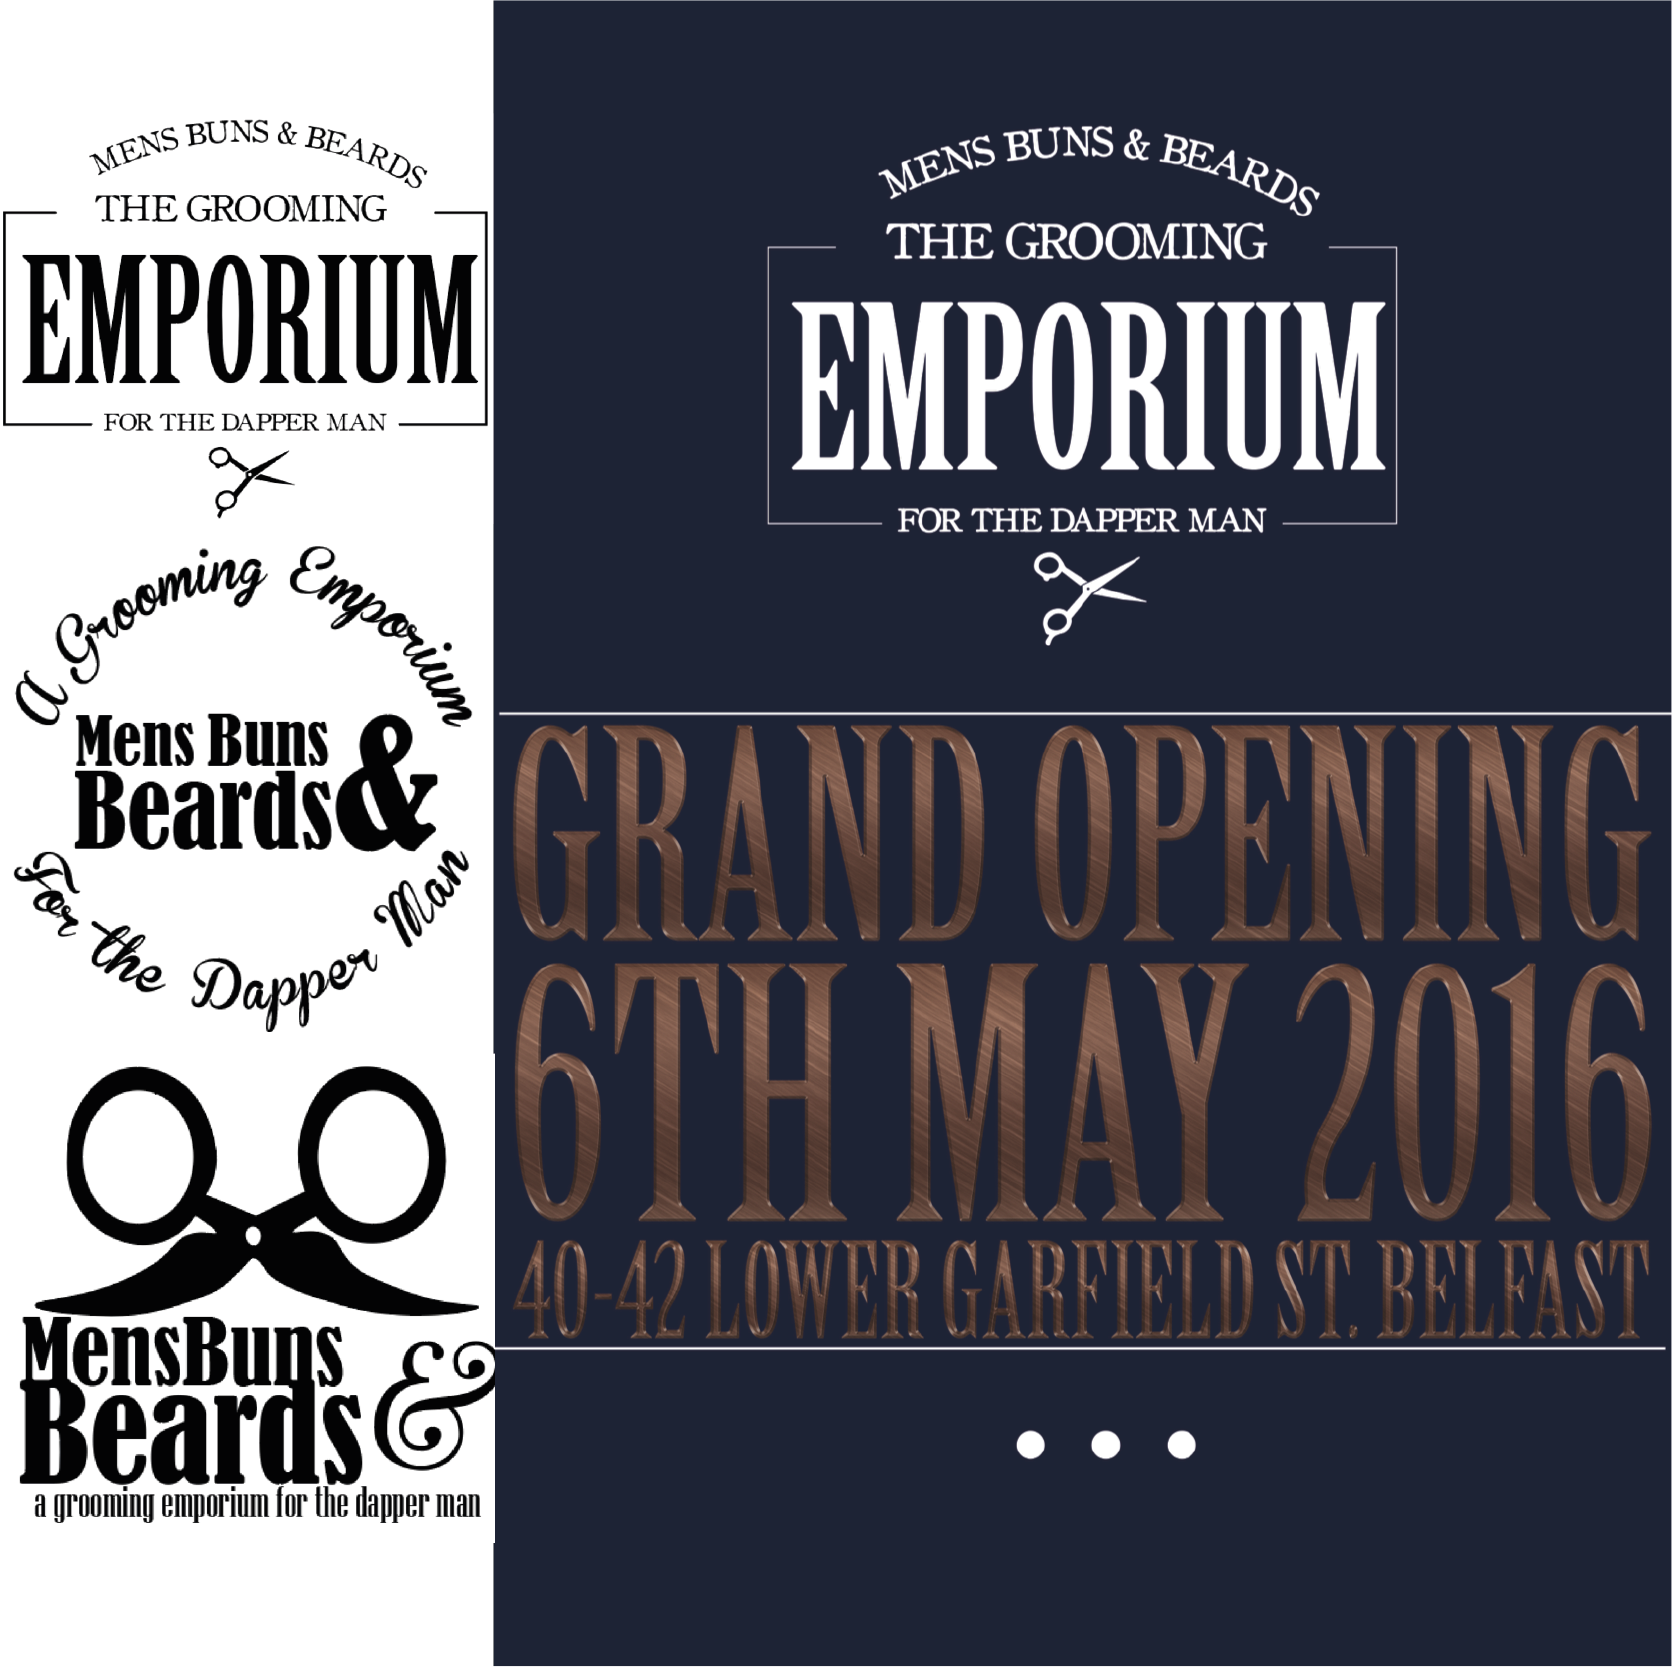 MENS BUNS & BEARDS
THE GROOMING
EMPORIUM
FOR THE DAPPER MAN
A Grooming Emporium
Mens Buns
Beards&
For the Dapper Man
MensBuns
Beards&
a grooming emporium for the dapper man
MENS BUNS & BEARDS
THE GROOMING
EMPORIUM
FOR THE DAPPER MAN
GRAND OPENING
6TH MAY 2016
40-42 LOWER GARFIELD ST. BELFAST